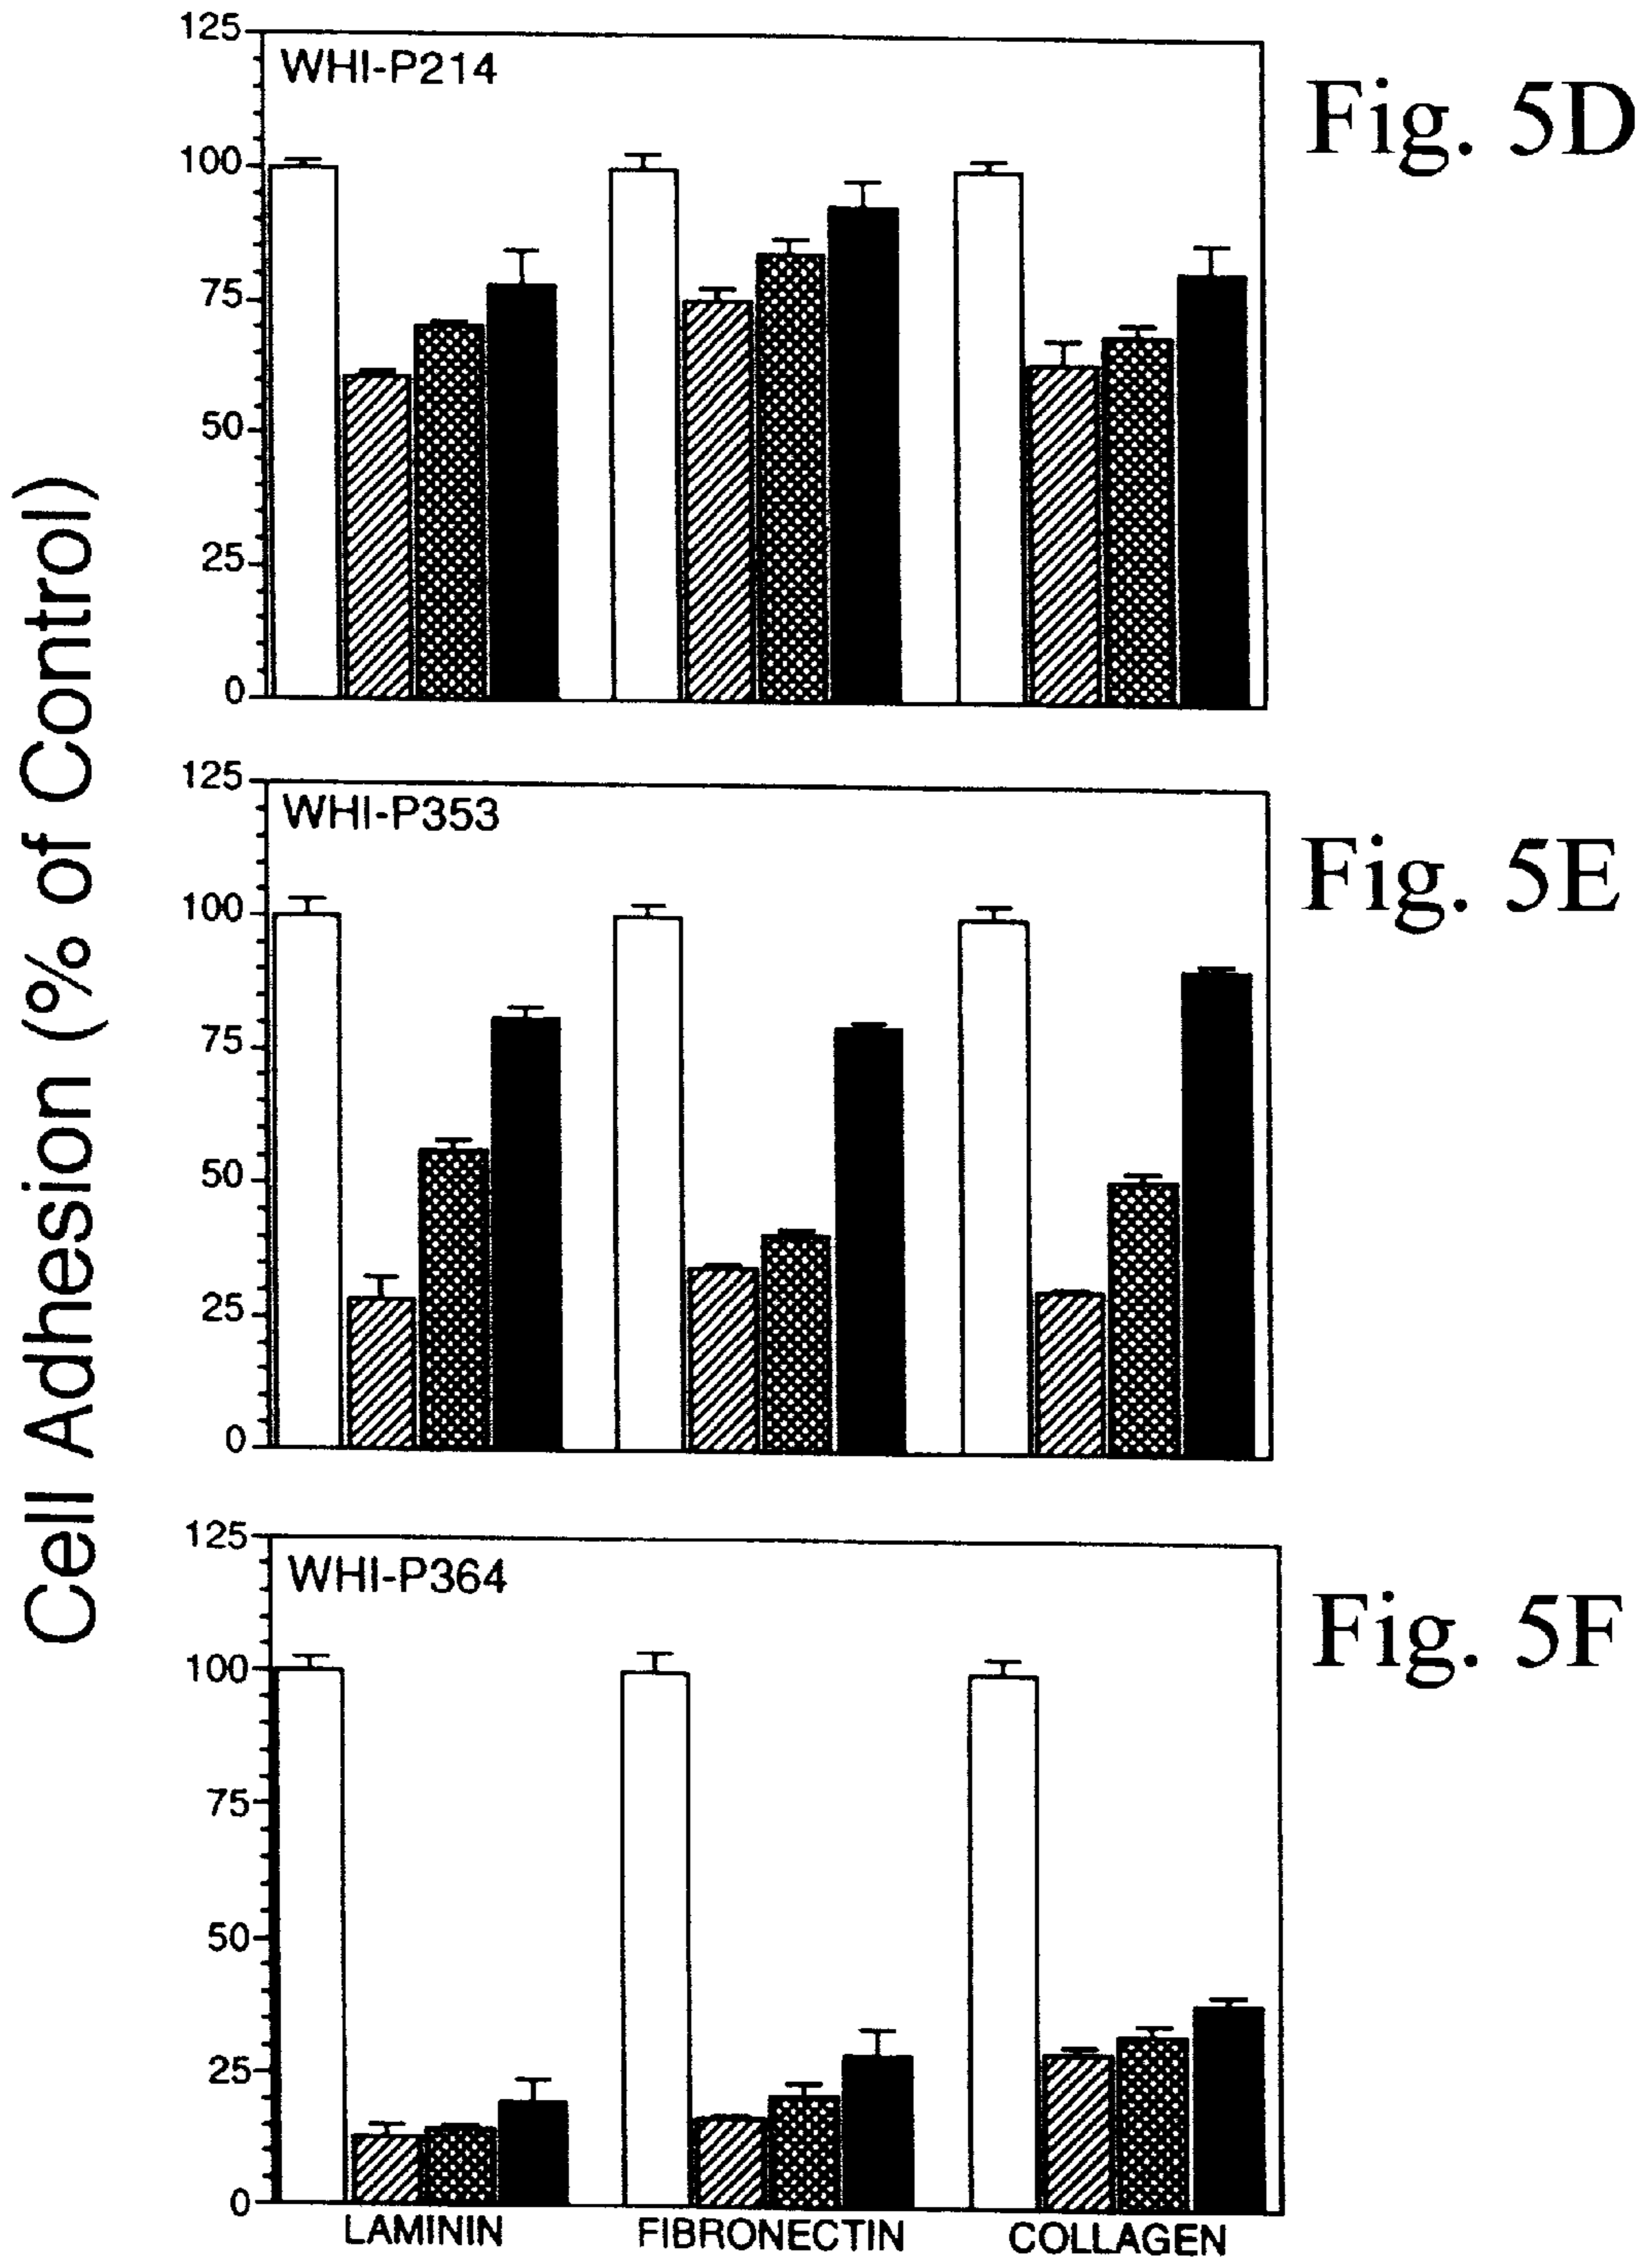 Cell Adhesion (% of Control)
125
100
75
50
25
0
WHI-P214
Fig. 5D
125
100
75
50
25
0
WHI-P353
Fig. 5E
125
100
75
50
25
0
WHI-P364
Fig. 5F
LAMININ FIBRONECTIN COLLAGEN